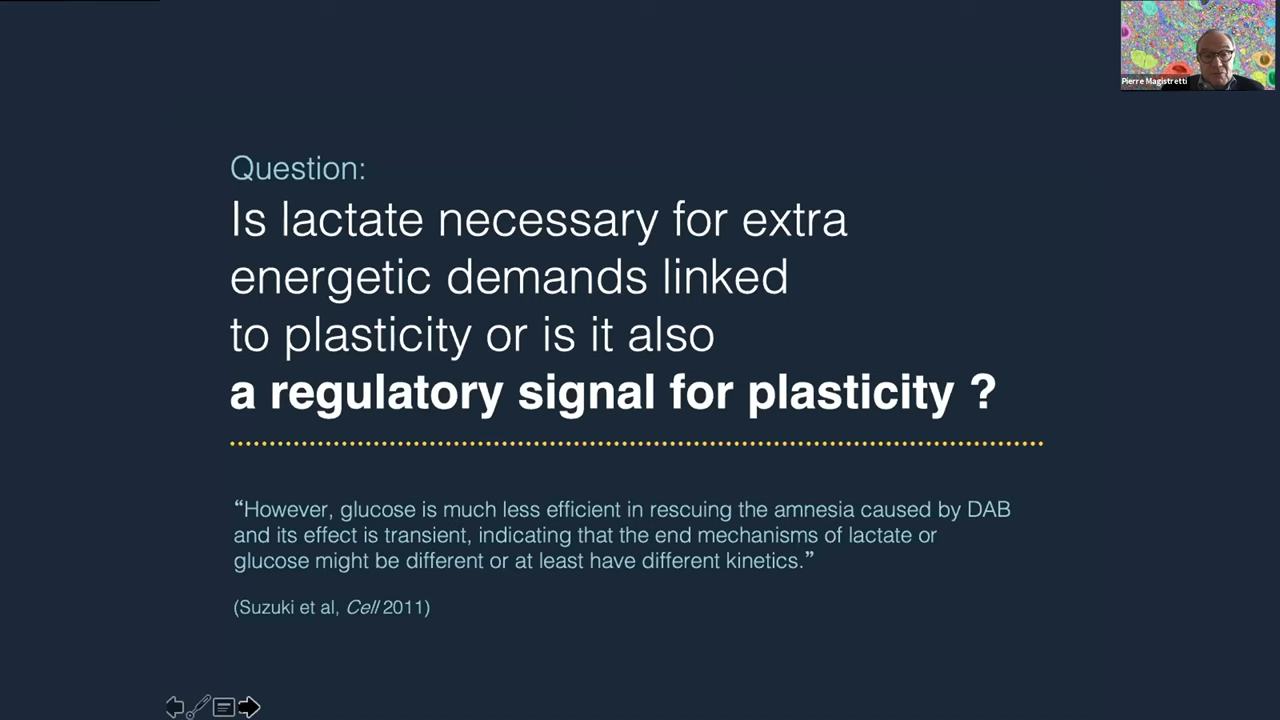 Pierre Magistretti
Question:
Is lactate necessary for extra
energetic demands linked
to plasticity or is it also
a regulatory signal for plasticity ?
“However, glucose is much less efficient in rescuing the amnesia caused by DAB
and its effect is transient, indicating that the end mechanisms of lactate or
glucose might be different or at least have different kinetics.”
(Suzuki et al, Cell 2011)